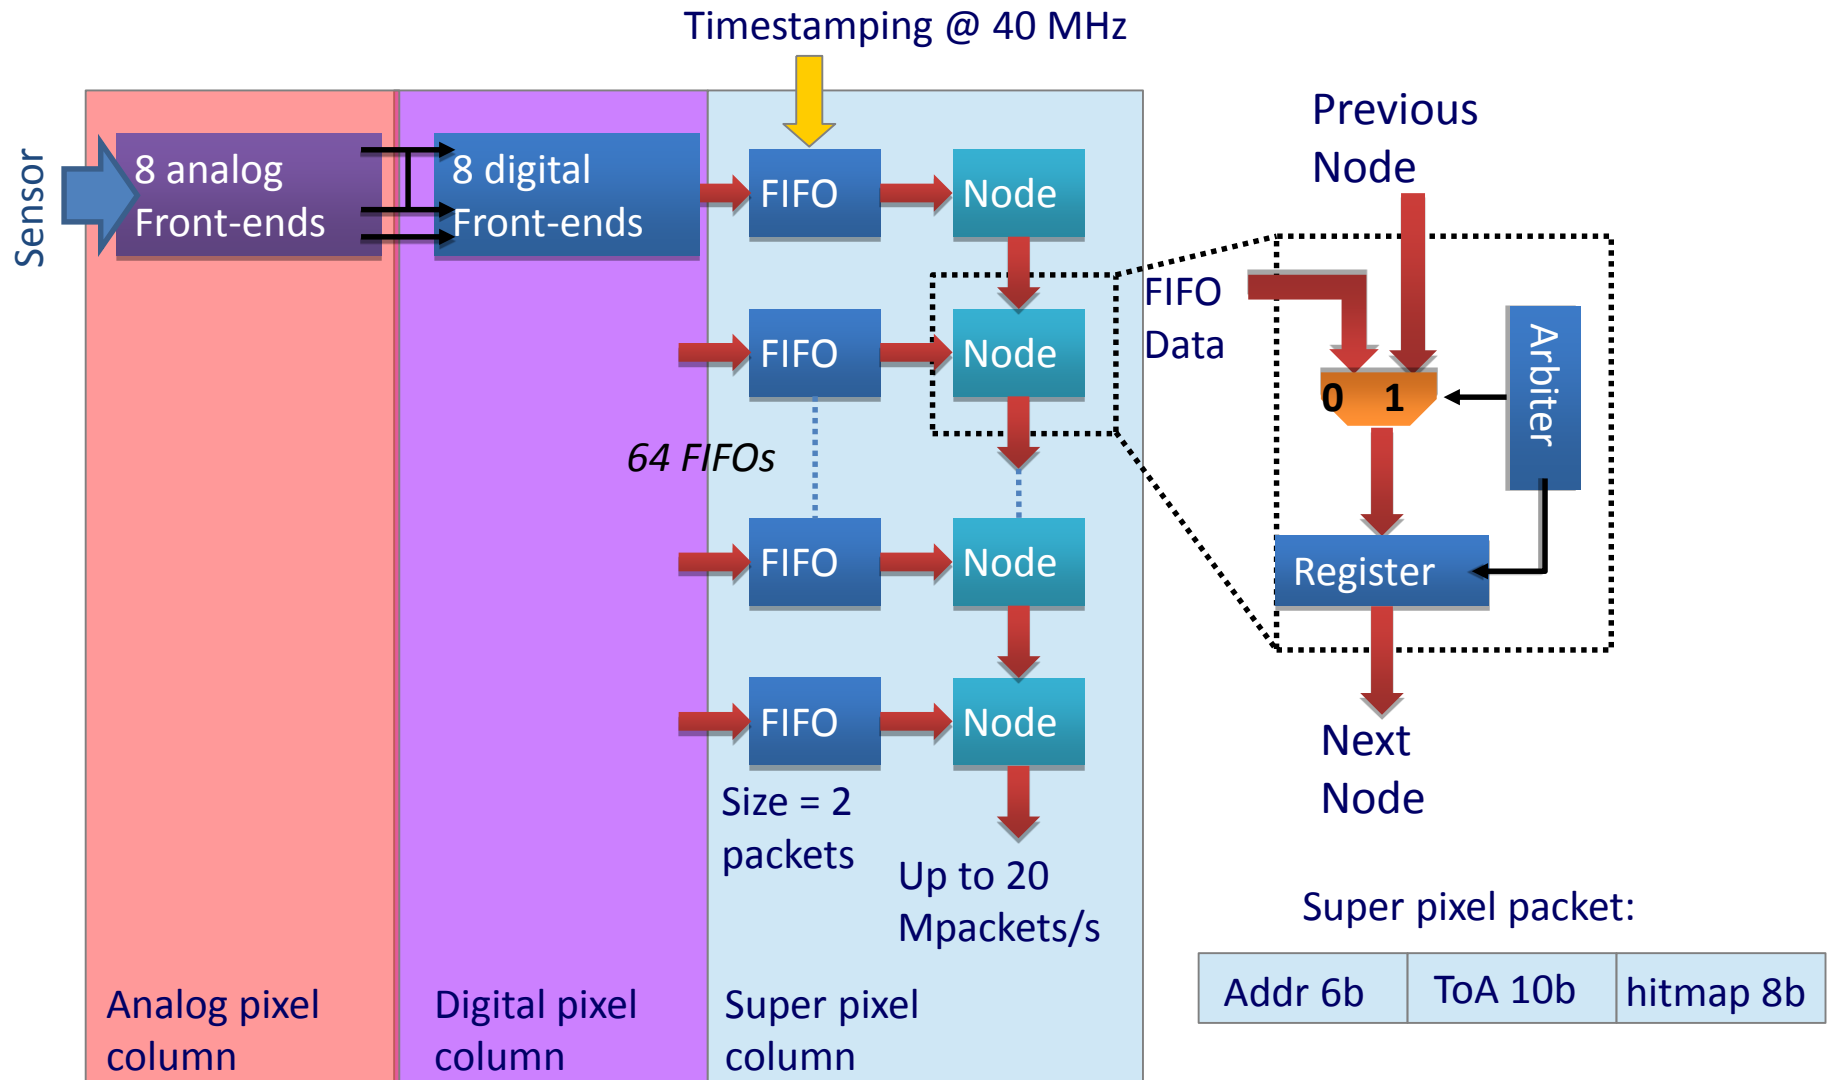 Timestamping @ 40 MHz
Sensor
8 analog
Front-ends
8 digital
Front-ends
FIFO
Node
FIFO
Node
64 FIFOs
FIFO
Node
FIFO
Node
Size = 2
packets
Up to 20
Mpackets/s
Analog pixel
column
Digital pixel
column
Super pixel
column
Previous
Node
FIFO
Data
0 1
Arbiter
Register
Next
Node
Super pixel packet:
Addr 6b ToA 10b hitmap 8b